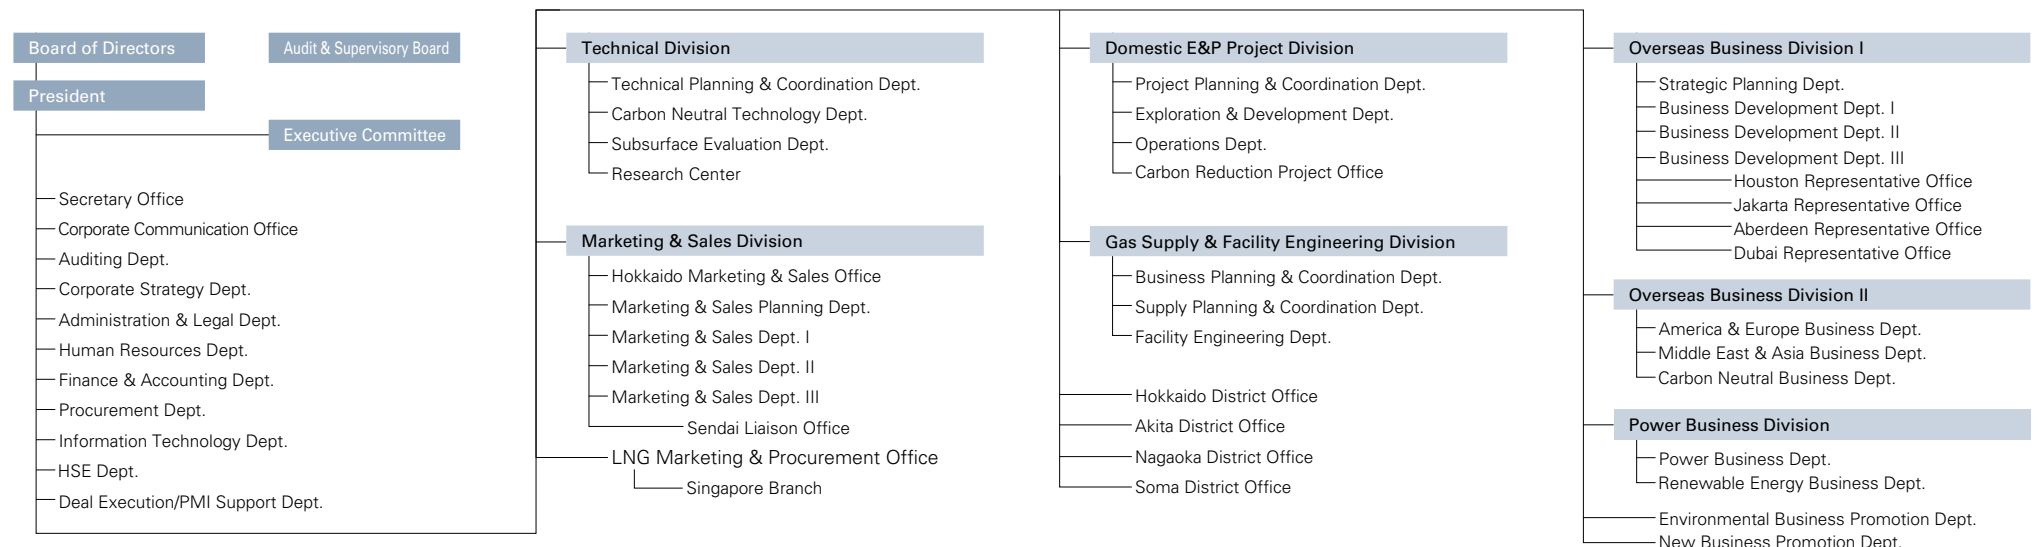 Board of Directors
Audit & Supervisory Board
President
Executive Committee
Secretary Office
Corporate Communication Office
Auditing Dept.
Corporate Strategy Dept.
Administration & Legal Dept.
Human Resources Dept.
Finance & Accounting Dept.
Procurement Dept.
Information Technology Dept.
HSE Dept.
Deal Execution/PMI Support Dept.
Technical Division
Technical Planning & Coordination Dept.
Carbon Neutral Technology Dept.
Subsurface Evaluation Dept.
Research Center
Marketing & Sales Division
Hokkaido Marketing & Sales Office
Marketing & Sales Planning Dept.
Marketing & Sales Dept. I
Marketing & Sales Dept. II
Marketing & Sales Dept. III
Sendai Liaison Office
LNG Marketing & Procurement Office
Singapore Branch
Domestic E&P Project Division
Project Planning & Coordination Dept.
Exploration & Development Dept.
Operations Dept.
Carbon Reduction Project Office
Gas Supply & Facility Engineering Division
Business Planning & Coordination Dept.
Supply Planning & Coordination Dept.
Facility Engineering Dept.
Hokkaido District Office
Akita District Office
Nagaoka District Office
Soma District Office
Overseas Business Division I
Strategic Planning Dept.
Business Development Dept. I
Business Development Dept. II
Business Development Dept. III
Houston Representative Office
Jakarta Representative Office
Aberdeen Representative Office
Dubai Representative Office
Overseas Business Division II
America & Europe Business Dept.
Middle East & Asia Business Dept.
Carbon Neutral Business Dept.
Power Business Division
Power Business Dept.
Renewable Energy Business Dept.
Environmental Business Promotion Dept.
New Business Promotion Dept.